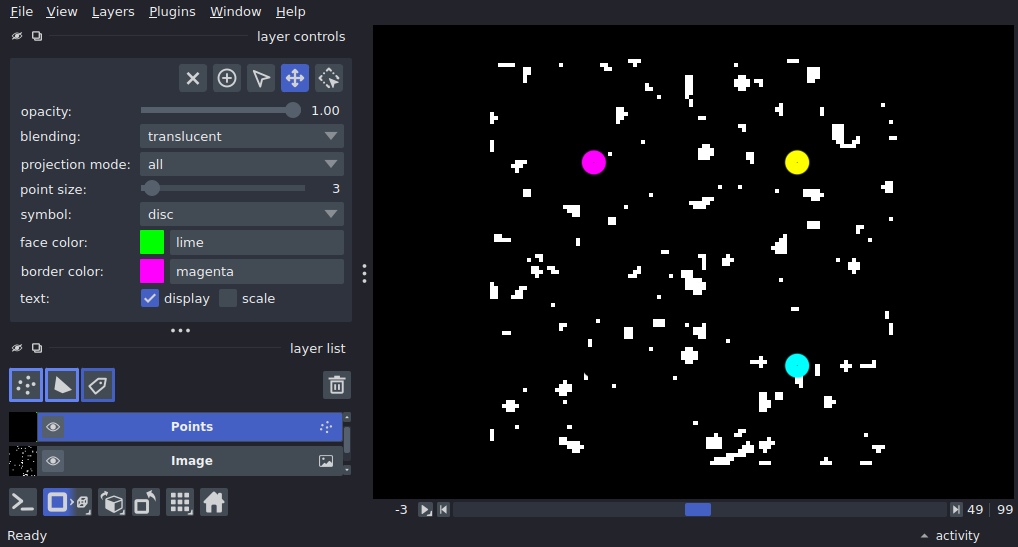 File View Layers Plugins Window Help
layer controls
opacity: 1.00
blending: translucent
projection mode: all
point size: 3
symbol: disc
face color: lime
border color: magenta
text: display scale
layer list
Points
Image
-3 49 99
Ready activity